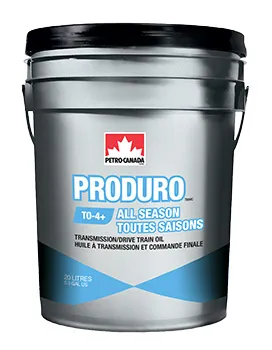 PETRO-CANADA
PRODURO
TO-4+
ALL SEASON
TOUTES SAISONS
TRANSMISSION/DRIVE TRAIN OIL
HUILE À TRANSMISSION ET COMMANDE FINALE
20 LITRES